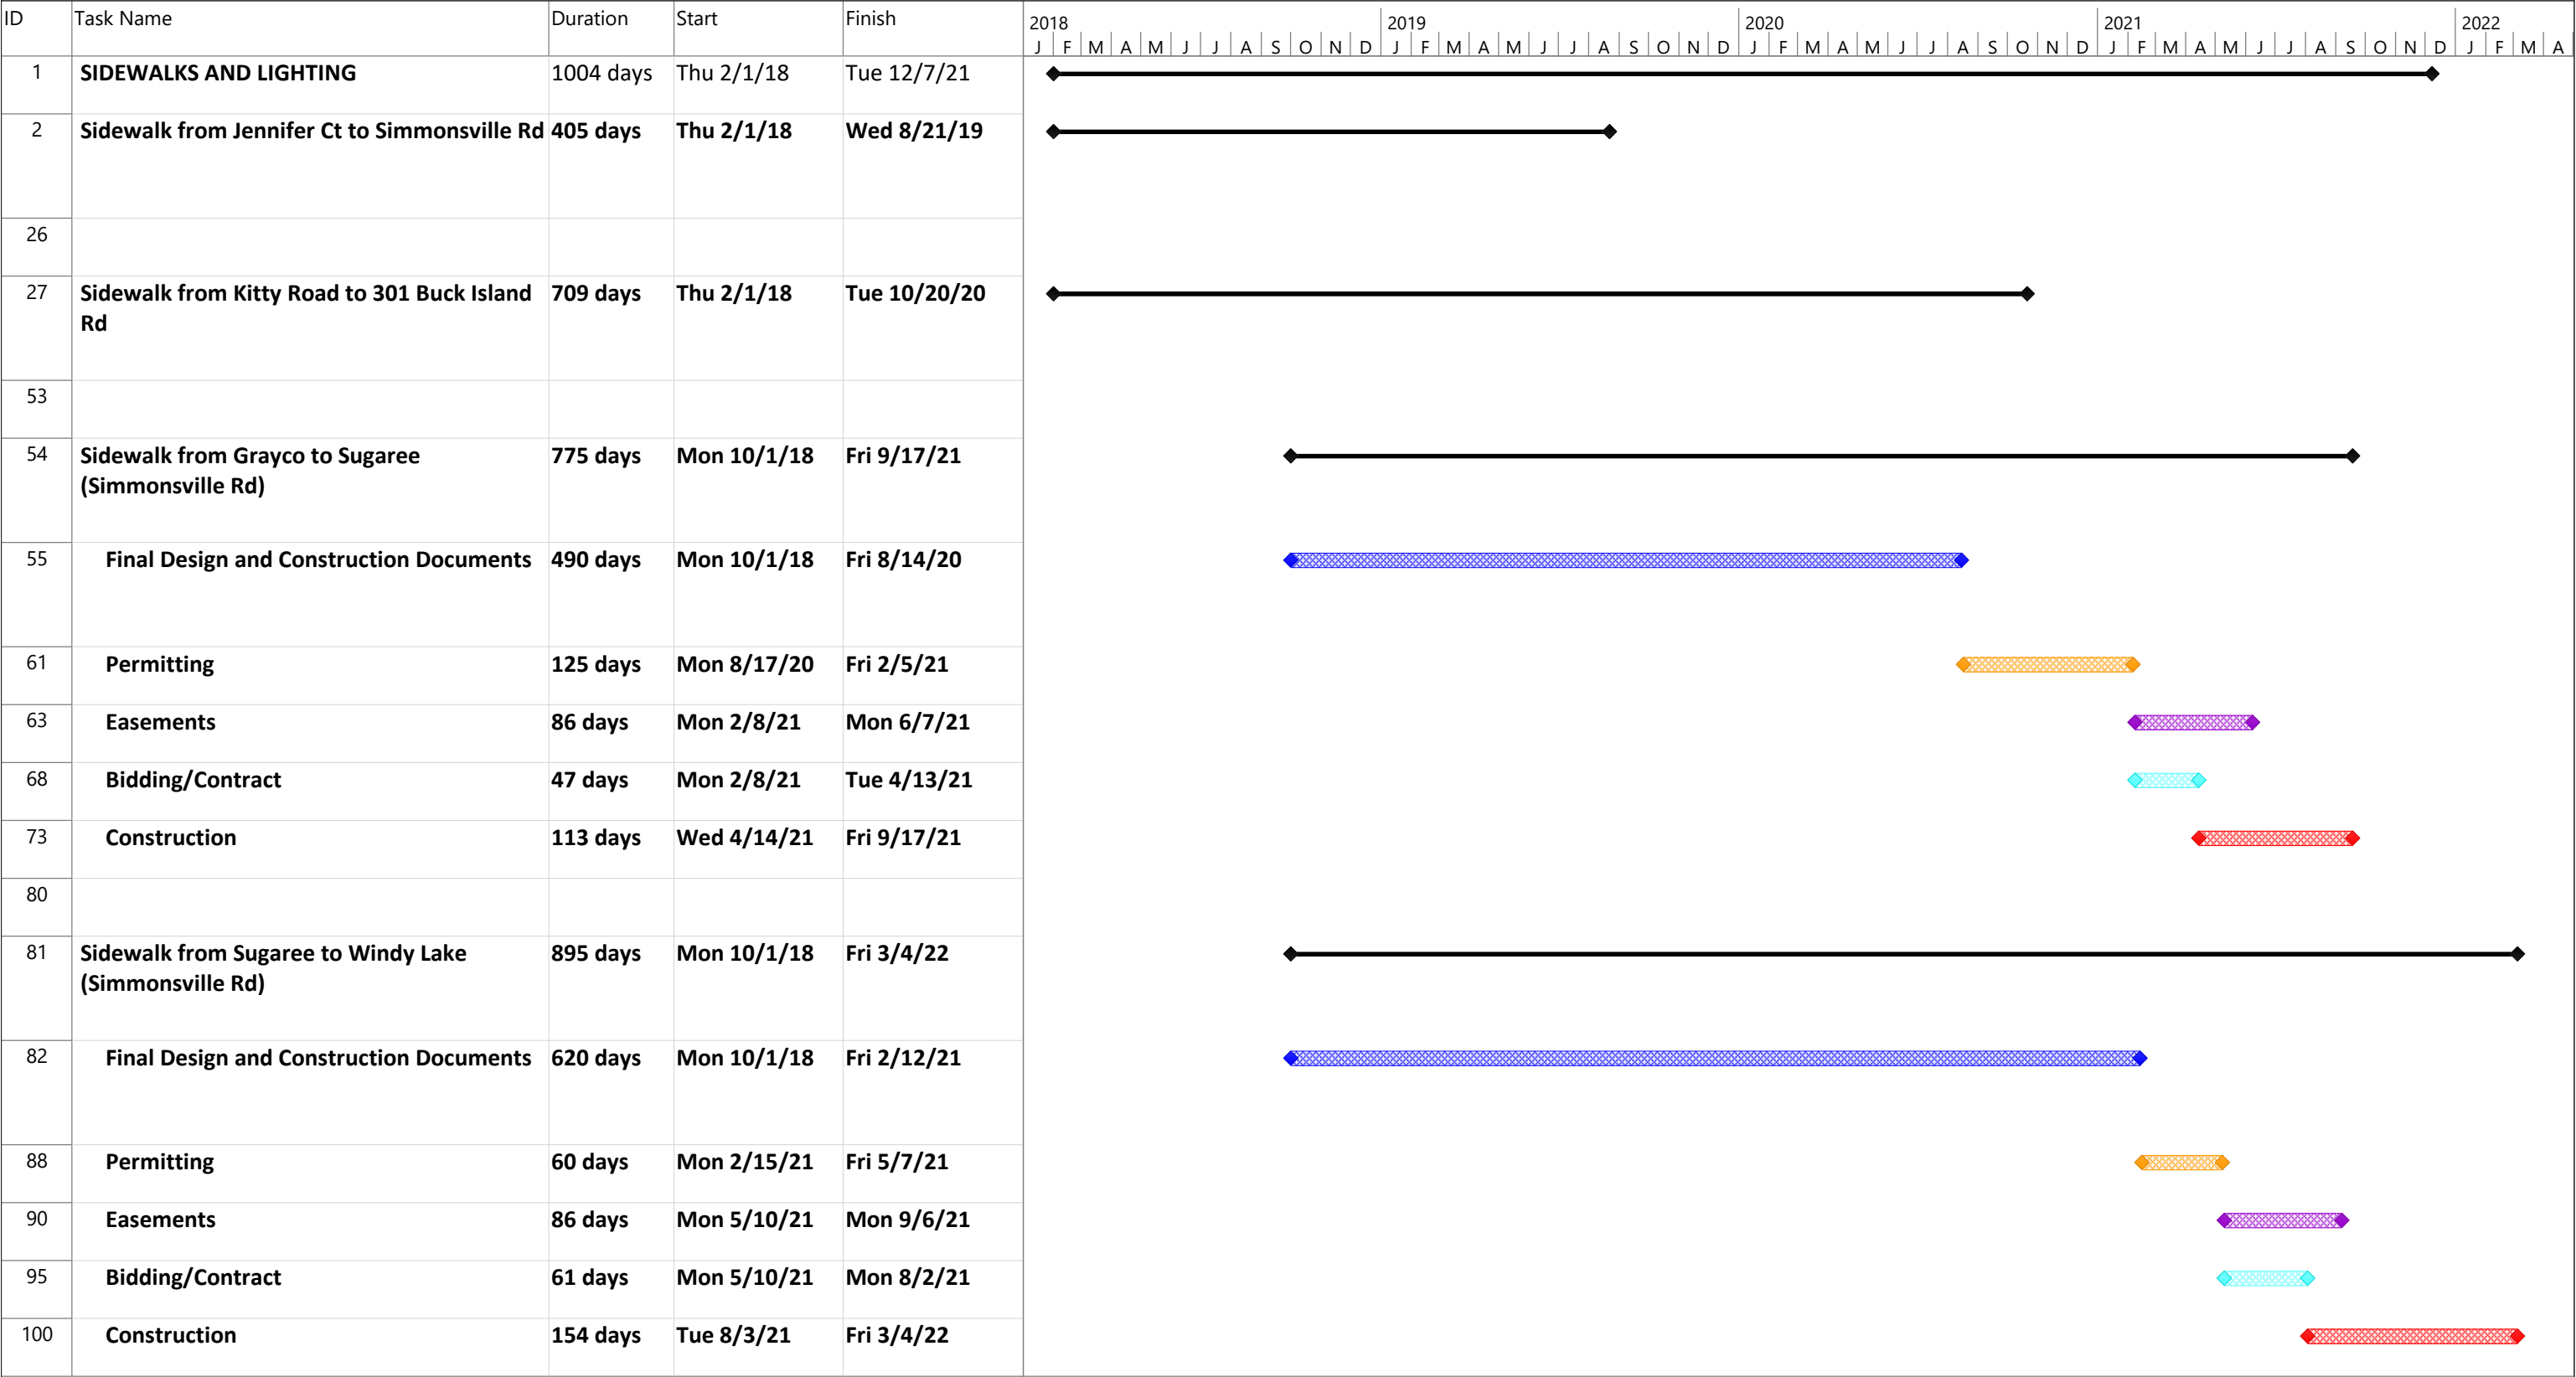 ID Task Name Duration Start Finish 2018 2019 2020 2021 2022
J F M A M J J A S O N D J F M A M J J A S O N D J F M A M J J A S O N D J F M A M J J A S O N D J F M A
1 SIDEWALKS AND LIGHTING 1004 days Thu 2/1/18 Tue 12/7/21
2 Sidewalk from Jennifer Ct to Simmonsville Rd 405 days Thu 2/1/18 Wed 8/21/19
26
27 Sidewalk from Kitty Road to 301 Buck Island 709 days Thu 2/1/18 Tue 10/20/20
Rd
53
54 Sidewalk from Grayco to Sugaree 775 days Mon 10/1/18 Fri 9/17/21
(Simmonsville Rd)
55 Final Design and Construction Documents 490 days Mon 10/1/18 Fri 8/14/20
61 Permitting 125 days Mon 8/17/20 Fri 2/5/21
63 Easements 86 days Mon 2/8/21 Mon 6/7/21
68 Bidding/Contract 47 days Mon 2/8/21 Tue 4/13/21
73 Construction 113 days Wed 4/14/21 Fri 9/17/21
80
81 Sidewalk from Sugaree to Windy Lake 895 days Mon 10/1/18 Fri 3/4/22
(Simmonsville Rd)
82 Final Design and Construction Documents 620 days Mon 10/1/18 Fri 2/12/21
88 Permitting 60 days Mon 2/15/21 Fri 5/7/21
90 Easements 86 days Mon 5/10/21 Mon 9/6/21
95 Bidding/Contract 61 days Mon 5/10/21 Mon 8/2/21
100 Construction 154 days Tue 8/3/21 Fri 3/4/22